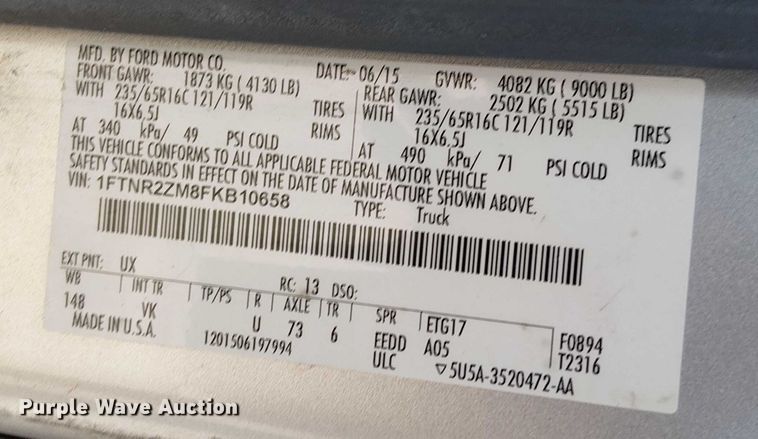 MFD. BY FORD MOTOR CO. DATE: 06/15 GVWR: 4082 KG ( 9000 LB)
FRONT GAWR: 1873 KG ( 4130 LB) REAR GAWR: 2502 KG ( 5515 LB)
WITH 235/65R16C 121/119R TIRES WITH 235/65R16C 121/119R TIRES
16X6.5J RIMS 16X6.5J RIMS
AT 340 kPa/ 49 PSI COLD AT 490 kPa/ 71 PSI COLD
THIS VEHICLE CONFORMS TO ALL APPLICABLE FEDERAL MOTOR VEHICLE
SAFETY STANDARDS IN EFFECT ON THE DATE OF MANUFACTURE SHOWN ABOVE.
VIN: 1FTNR2ZM8FKB10658 TYPE: Truck
EXT PNT: UX RC: 13 DSO:
WB INT TR TP/PS R AXLE TR SPR ETG17 F0894
148 VK U 73 6 EEDD A05 T2316
MADE IN U.S.A. 1201506197994 ULC ▽5U5A-3520472-AA
Purple Wave Auction